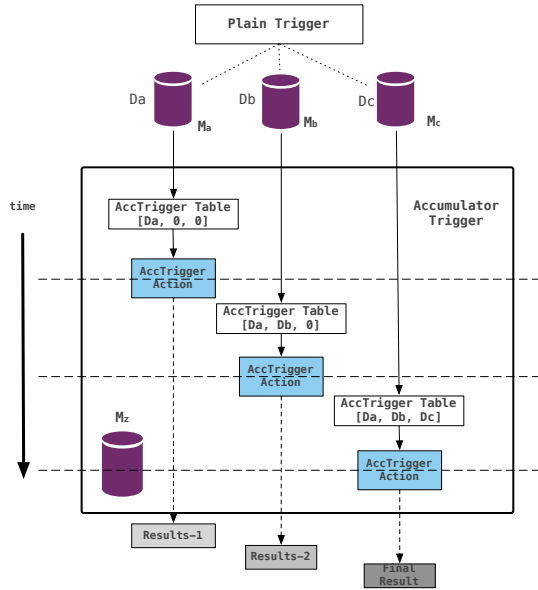 Plain Trigger
Da
Db
Dc
Ma
Mb
Mc
time
AccTrigger Table
[Da, 0, 0]
Accumulator
Trigger
AccTrigger
Action
AccTrigger Table
[Da, Db, 0]
AccTrigger
Action
AccTrigger Table
[Da, Db, Dc]
Mz
AccTrigger
Action
Results-1
Results-2
Final
Result